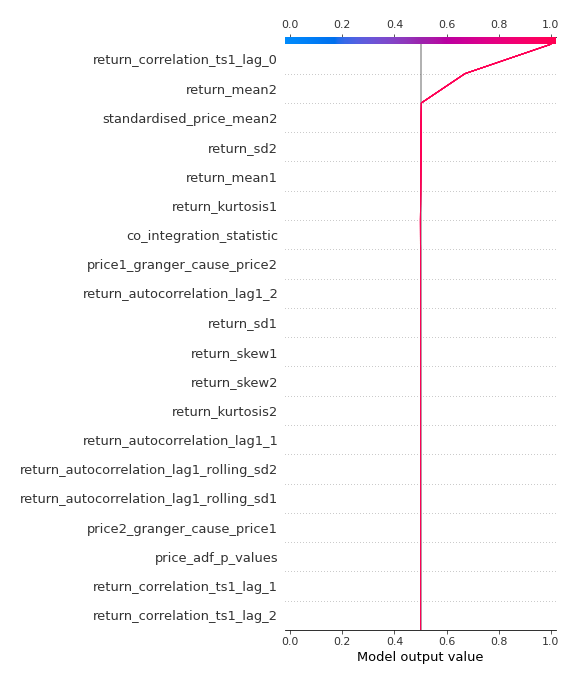 0.0 0.2 0.4 0.6 0.8 1.0
return_correlation_ts1_lag_0
return_mean2
standardised_price_mean2
return_sd2
return_mean1
return_kurtosis1
co_integration_statistic
price1_granger_cause_price2
return_autocorrelation_lag1_2
return_sd1
return_skew1
return_skew2
return_kurtosis2
return_autocorrelation_lag1_1
return_autocorrelation_lag1_rolling_sd2
return_autocorrelation_lag1_rolling_sd1
price2_granger_cause_price1
price_adf_p_values
return_correlation_ts1_lag_1
return_correlation_ts1_lag_2
0.0 0.2 0.4 0.6 0.8 1.0
Model output value